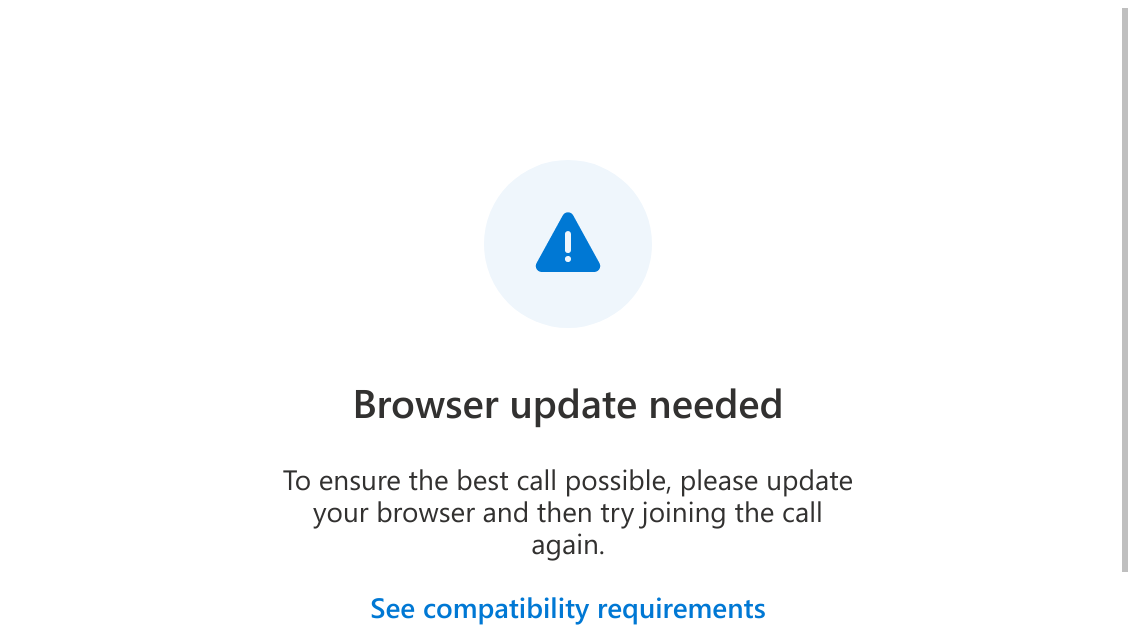 Browser update needed
To ensure the best call possible, please update
your browser and then try joining the call
again.
See compatibility requirements